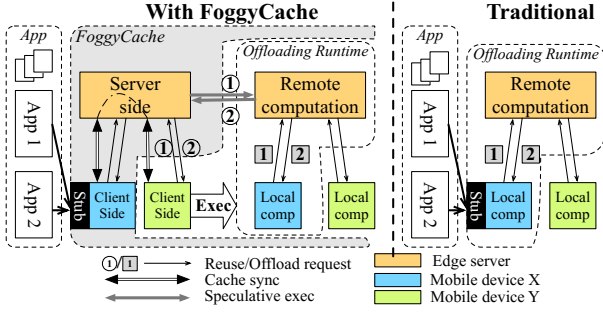 With FoggyCache
Traditional
App
FoggyCache
Offloading Runtime
App
Offloading Runtime
Server
side
1
2
Remote
computation
Remote
computation
App 1
App 2
1 2
1 2
1 2
Stub
Client
Side
Client
Side
Exec
Local
comp
Local
comp
App 1
App 2
Stub
Local
comp
Local
comp
1/1 Reuse/Offload request
Cache sync
Speculative exec
Edge server
Mobile device X
Mobile device Y